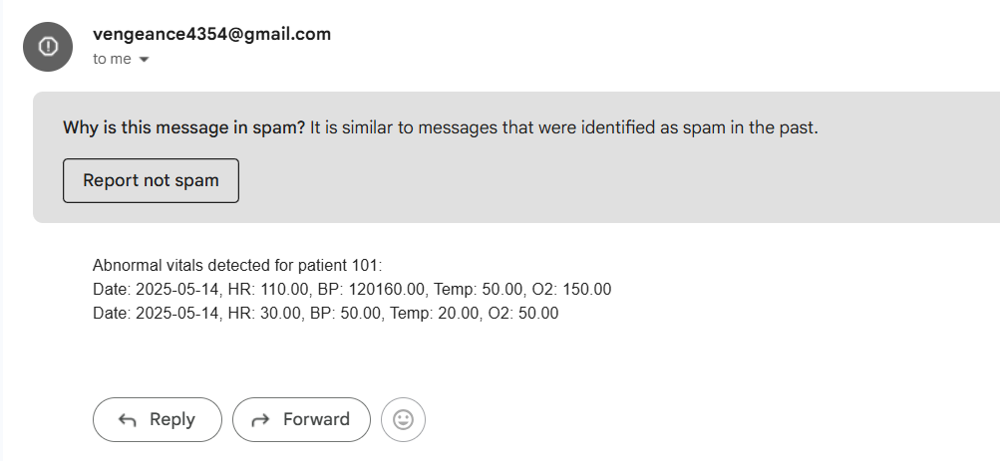 vengeance4354@gmail.com
to me
Why is this message in spam? It is similar to messages that were identified as spam in the past.
Report not spam
Abnormal vitals detected for patient 101:
Date: 2025-05-14, HR: 110.00, BP: 120160.00, Temp: 50.00, O2: 150.00
Date: 2025-05-14, HR: 30.00, BP: 50.00, Temp: 20.00, O2: 50.00
Reply
Forward